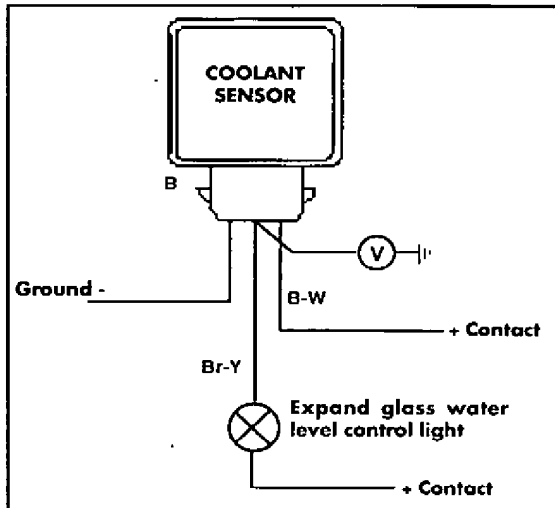 COOLANT
SENSOR
B
V
Ground -
B-W
+ Contact
Br-Y
Expand glass water
level control light
+ Contact